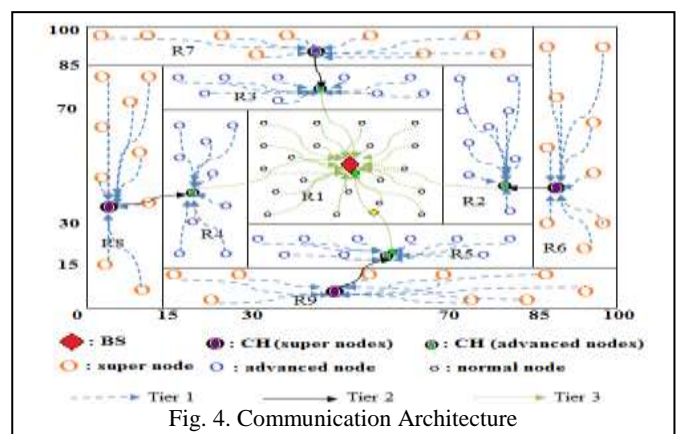 100
R7
85
R3
70
R1
R2
R8
R4
R6
30
R5
15
R9
0 15 30 70 85 100
: BS : CH (super nodes) : CH (advanced nodes)
: super node : advanced node : normal node
Tier 1 Tier 2 Tier 3
Fig. 4. Communication Architecture